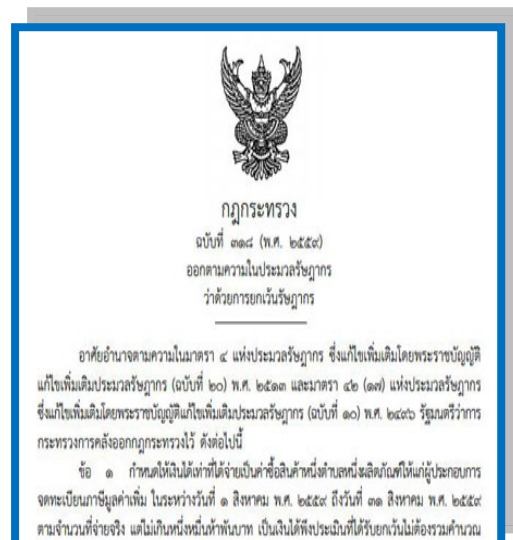 กฎกระทรวง
ฉบับที่ ๓๑๘ (พ.ศ. ๒๕๕๙)
ออกตามความในประมวลรัษฎากร
ว่าด้วยการยกเว้นรัษฎากร
อาศัยอำนาจตามความในมาตรา ๔ แห่งประมวลรัษฎากร ซึ่งแก้ไขเพิ่มเติมโดยพระราชบัญญัติ
แก้ไขเพิ่มเติมประมวลรัษฎากร (ฉบับที่ ๒๐) พ.ศ. ๒๕๑๓ และมาตรา ๔๒ (๑๗) แห่งประมวลรัษฎากร
ซึ่งแก้ไขเพิ่มเติมโดยพระราชบัญญัติแก้ไขเพิ่มเติมประมวลรัษฎากร (ฉบับที่ ๑๐) พ.ศ. ๒๔๙๖ รัฐมนตรีว่าการ
กระทรวงการคลังออกกฎกระทรวงไว้ ดังต่อไปนี้
ข้อ ๑ กำหนดให้เงินได้เท่าที่ได้จ่ายเป็นค่าซื้อสินค้าหนึ่งตำบลหนึ่งผลิตภัณฑ์ให้แก่ผู้ประกอบการ
จดทะเบียนภาษีมูลค่าเพิ่ม ในระหว่างวันที่ ๑ สิงหาคม พ.ศ. ๒๕๕๙ ถึงวันที่ ๓๑ สิงหาคม พ.ศ. ๒๕๕๙
ตามจำนวนที่จ่ายจริง แต่ไม่เกินหนึ่งหมื่นห้าพันบาท เป็นเงินได้พึงประเมินที่ได้รับยกเว้นไม่ต้องรวมคำนวณ